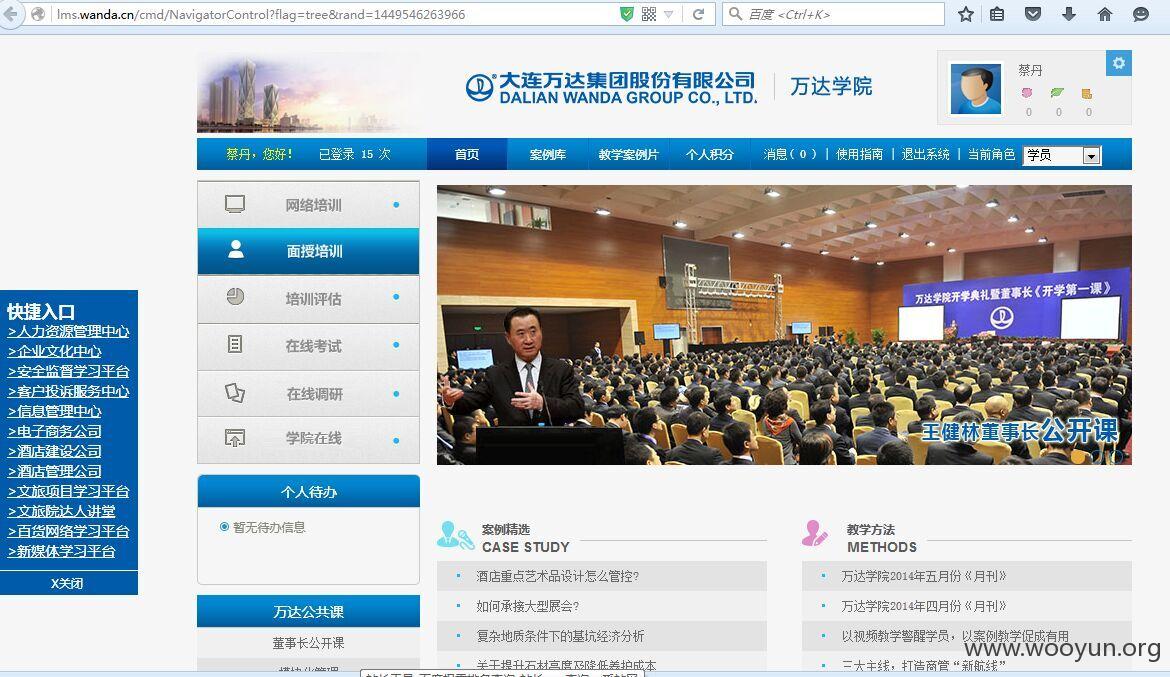 lms.wanda.cn/cmd/NavigatorControl?flag=tree&rand=1449546263966
百度 <Ctrl+K>
大连万达集团股份有限公司
DALIAN WANDA GROUP CO., LTD.
万达学院
蔡丹
0 0 0
蔡丹，您好！ 已登录 15 次
首页 案例库 教学案例片 个人积分
消息( 0 ) | 使用指南 | 退出系统 | 当前角色 学员
网络培训
面授培训
培训评估
在线考试
在线调研
学院在线
万达学院开学典礼暨董事长《开学第一课》
王健林董事长公开课
快捷入口
>人力资源管理中心
>企业文化中心
>安全监督学习平台
>客户投诉服务中心
>信息管理中心
>电子商务公司
>酒店建设公司
>酒店管理公司
>文旅项目学习平台
>文旅院达人讲堂
>百货网络学习平台
>新媒体学习平台
X关闭
个人待办
暂无待办信息
万达公共课
董事长公开课
案例精选
CASE STUDY
酒店重点艺术品设计怎么管控?
如何承接大型展会?
复杂地质条件下的基抗经济分析
关于提升石材高度及降低养护成本
教学方法
METHODS
万达学院2014年五月份《月刊》
万达学院2014年四月份《月刊》
以视频教学警醒学员，以案例教学促成有用
三大主线，打造商管“新航线”
www.wooyun.org